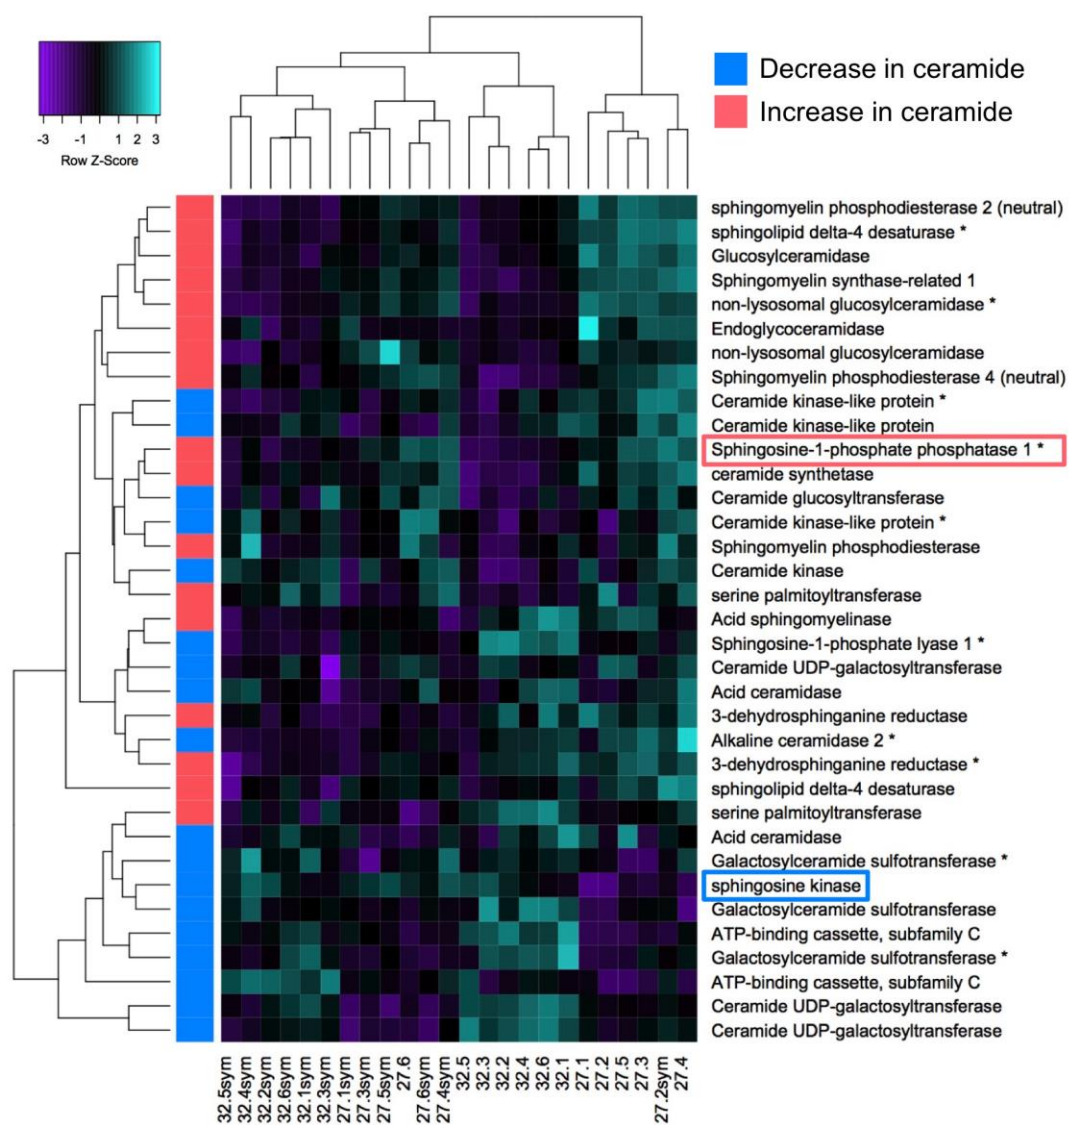 -3 -1 1 2 3
Row Z-Score
Decrease in ceramide
Increase in ceramide
sphingomyelin phosphodiesterase 2 (neutral)
sphingolipid delta-4 desaturase *
Glucosylceramidase
Sphingomyelin synthase-related 1
non-lysosomal glucosylceramidase *
Endoglycoceramidase
non-lysosomal glucosylceramidase
Sphingomyelin phosphodiesterase 4 (neutral)
Ceramide kinase-like protein *
Ceramide kinase-like protein
Sphingosine-1-phosphate phosphatase 1 *
ceramide synthetase
Ceramide glucosyltransferase
Ceramide kinase-like protein *
Sphingomyelin phosphodiesterase
Ceramide kinase
serine palmitoyltransferase
Acid sphingomyelinase
Sphingosine-1-phosphate lyase 1 *
Ceramide UDP-galactosyltransferase
Acid ceramidase
3-dehydrosphinganine reductase
Alkaline ceramidase 2 *
3-dehydrosphinganine reductase *
sphingolipid delta-4 desaturase
serine palmitoyltransferase
Acid ceramidase
Galactosylceramide sulfotransferase *
sphingosine kinase
Galactosylceramide sulfotransferase
ATP-binding cassette, subfamily C
Galactosylceramide sulfotransferase *
ATP-binding cassette, subfamily C
Ceramide UDP-galactosyltransferase
Ceramide UDP-galactosyltransferase
32.5sym
32.4sym
32.2sym
32.6sym
32.1sym
32.3sym
27.1sym
27.3sym
27.5sym
27.6
27.6sym
27.4sym
32.5
32.3
32.2
32.4
32.6
32.1
27.1
27.2
27.5
27.3
27.2sym
27.4